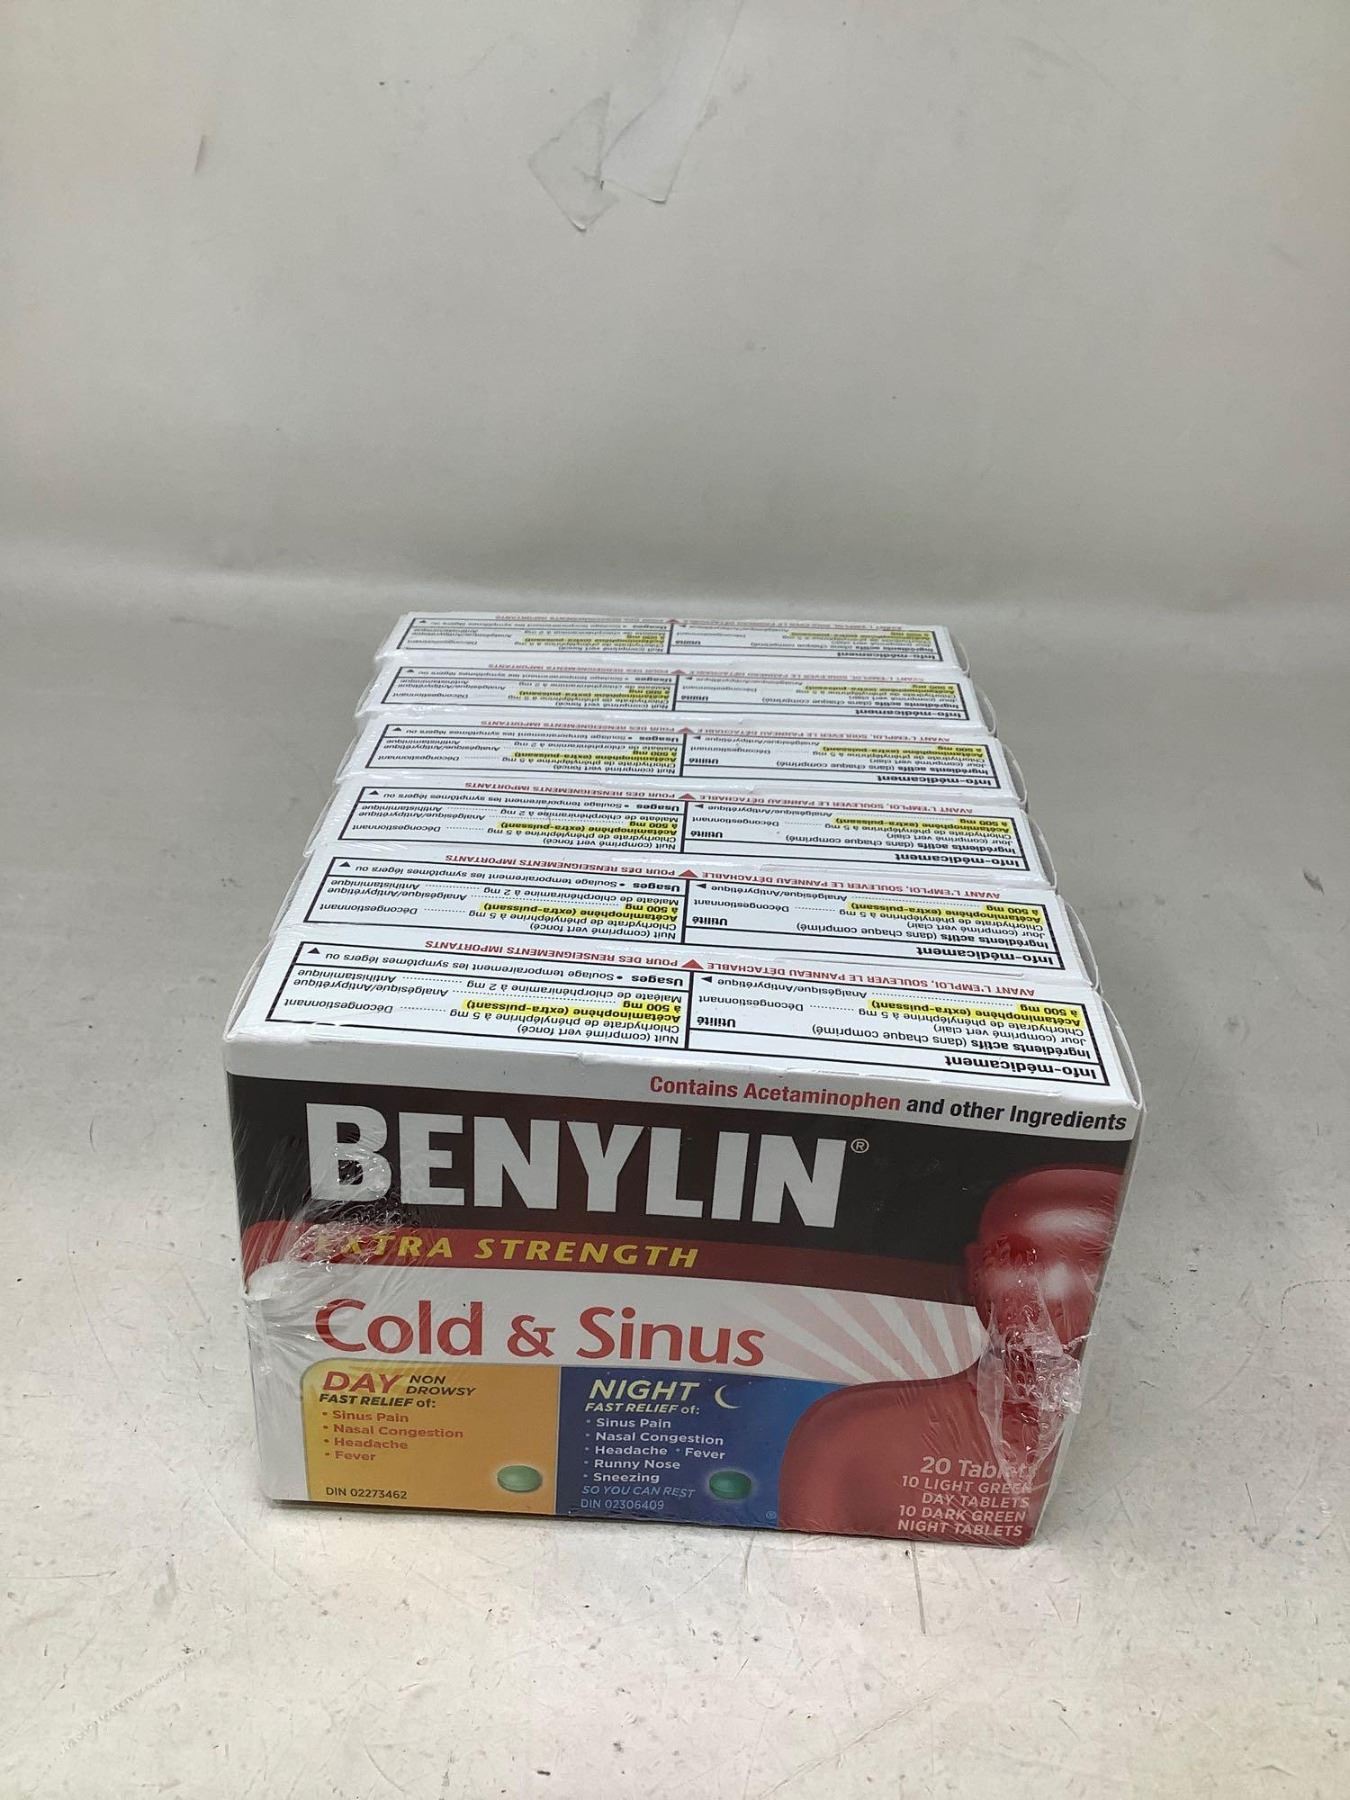 Info-médicament
Ingrédients actifs (dans chaque comprimé)
Utilité
Jour (comprimé vert clair)
Chlorhydrate de phényléphrine à 5 mg
Décongestionnant
Acétaminophène (extra-puissant)
à 500 mg
Analgésique/Antipyrétique
Nuit (comprimé vert foncé)
Chlorhydrate de phényléphrine à 5 mg
Décongestionnant
Acétaminophène (extra-puissant)
à 500 mg
Analgésique/Antipyrétique
Maléate de chlorphéniramine à 2 mg
Antihistaminique
Usages • Soulage temporairement les symptômes légers ou
AVANT L'EMPLOI, SOULEVER LE PANNEAU DÉTACHABLE
POUR DES RENSEIGNEMENTS IMPORTANTS
Contains Acetaminophen and other Ingredients
BENYLIN®
EXTRA STRENGTH
Cold & Sinus
DAY NON DROWSY
FAST RELIEF of:
• Sinus Pain
• Nasal Congestion
• Headache
• Fever
DIN 02273462
NIGHT
FAST RELIEF of:
• Sinus Pain
• Nasal Congestion
• Headache • Fever
• Runny Nose
• Sneezing
SO YOU CAN REST
DIN 02306409
®
20 Tablets
10 LIGHT GREEN
DAY TABLETS
10 DARK GREEN
NIGHT TABLETS